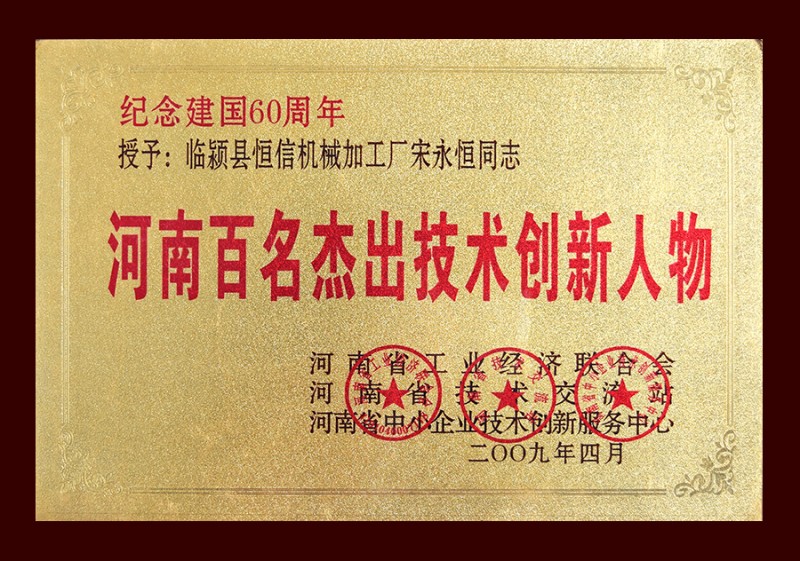 纪念建国60周年
授予：临颍县恒信机械加工厂宋永恒同志
河南百名杰出技术创新人物
河南省工业经济联合会
河南省技术交流站
河南省中小企业技术创新服务中心
二〇〇九年四月